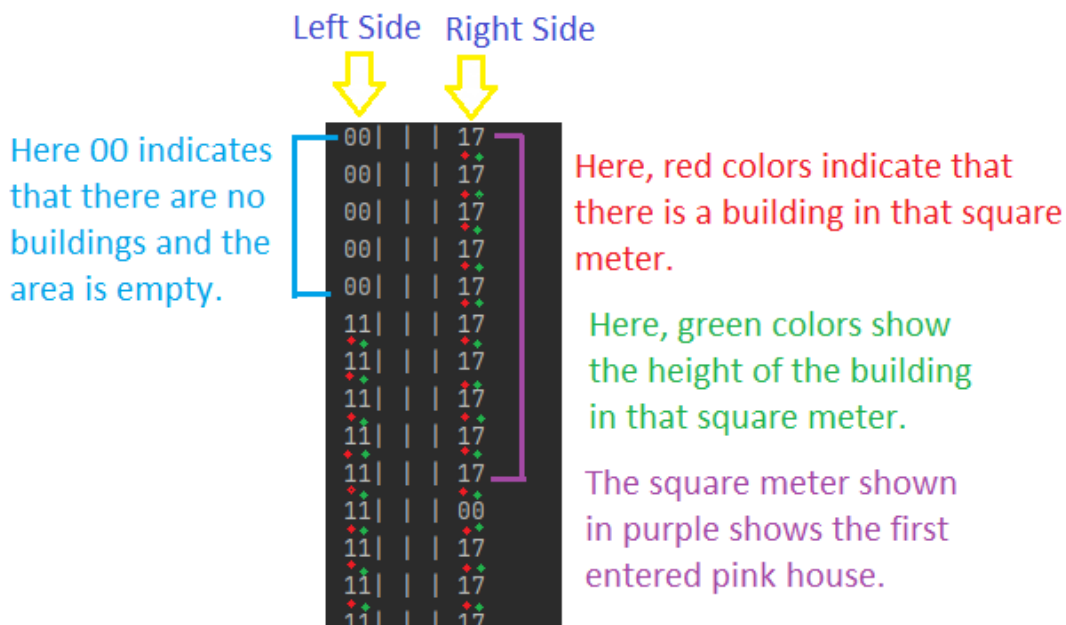 Left Side Right Side
Here 00 indicates
that there are no
buildings and the
area is empty.
00| | | 17
00| | | 17
00| | | 17
00| | | 17
00| | | 17
11| | | 17
11| | | 17
11| | | 17
11| | | 17
11| | | 17
11| | | 00
11| | | 17
11| | | 17
11| | | 17
Here, red colors indicate that
there is a building in that square
meter.
Here, green colors show
the height of the building
in that square meter.
The square meter shown
in purple shows the first
entered pink house.